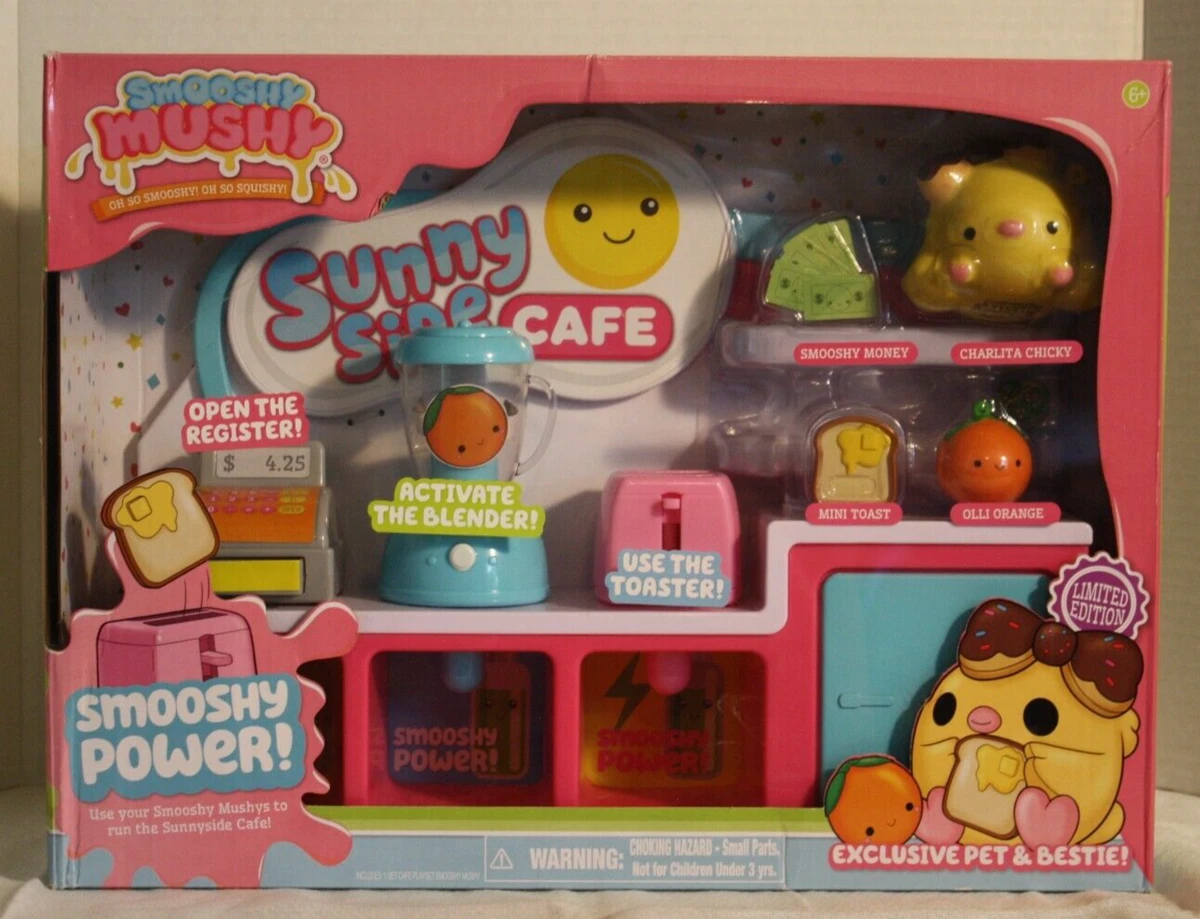 SMOOSHY
MUSHY®
OH SO SMOOSHY! OH SO SQUISHY!
6+
Sunny
Side
CAFE
SMOOSHY MONEY
CHARLITA CHICKY
OPEN THE
REGISTER!
$ 4.25
ACTIVATE
THE BLENDER!
USE THE
TOASTER!
MINI TOAST
OLLI ORANGE
LIMITED
EDITION
SMOOSHY
POWER!
SMOOSHY
POWER!
SMOOSHY
POWER!
Use your Smooshy Mushys to
run the Sunnyside Cafe!
EXCLUSIVE PET & BESTIE!
WARNING:
CHOKING HAZARD - Small Parts.
Not for Children Under 3 yrs.